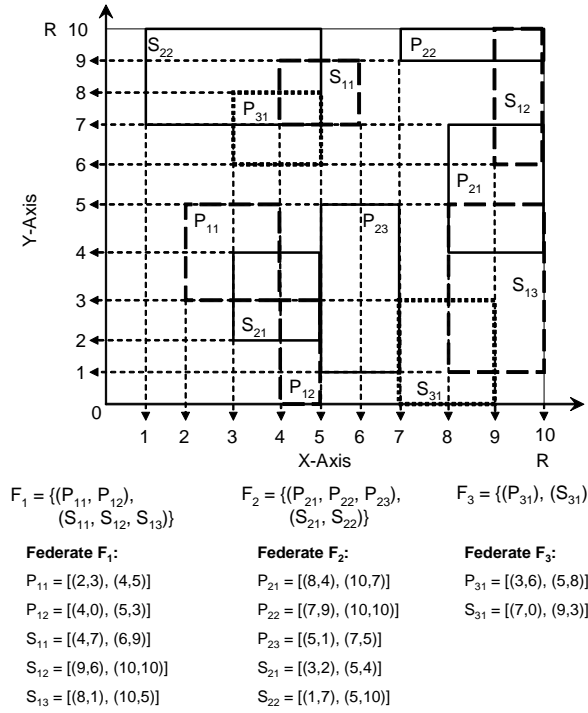 R 10
S22
P22
9
S11
8
P31
S12
7
6
P21
Y-Axis
5
P11
P23
4
S13
3
S21
2
1
P12
S31
0
1 2 3 4 5 6 7 8 9 10
X-Axis
R
F1 = {(P11, P12),
(S11, S12, S13)}
F2 = {(P21, P22, P23),
(S21, S22)}
F3 = {(P31), (S31)}
Federate F1:
P11 = [(2,3), (4,5)]
P12 = [(4,0), (5,3)]
S11 = [(4,7), (6,9)]
S12 = [(9,6), (10,10)]
S13 = [(8,1), (10,5)]
Federate F2:
P21 = [(8,4), (10,7)]
P22 = [(7,9), (10,10)]
P23 = [(5,1), (7,5)]
S21 = [(3,2), (5,4)]
S22 = [(1,7), (5,10)]
Federate F3:
P31 = [(3,6), (5,8)]
S31 = [(7,0), (9,3)]